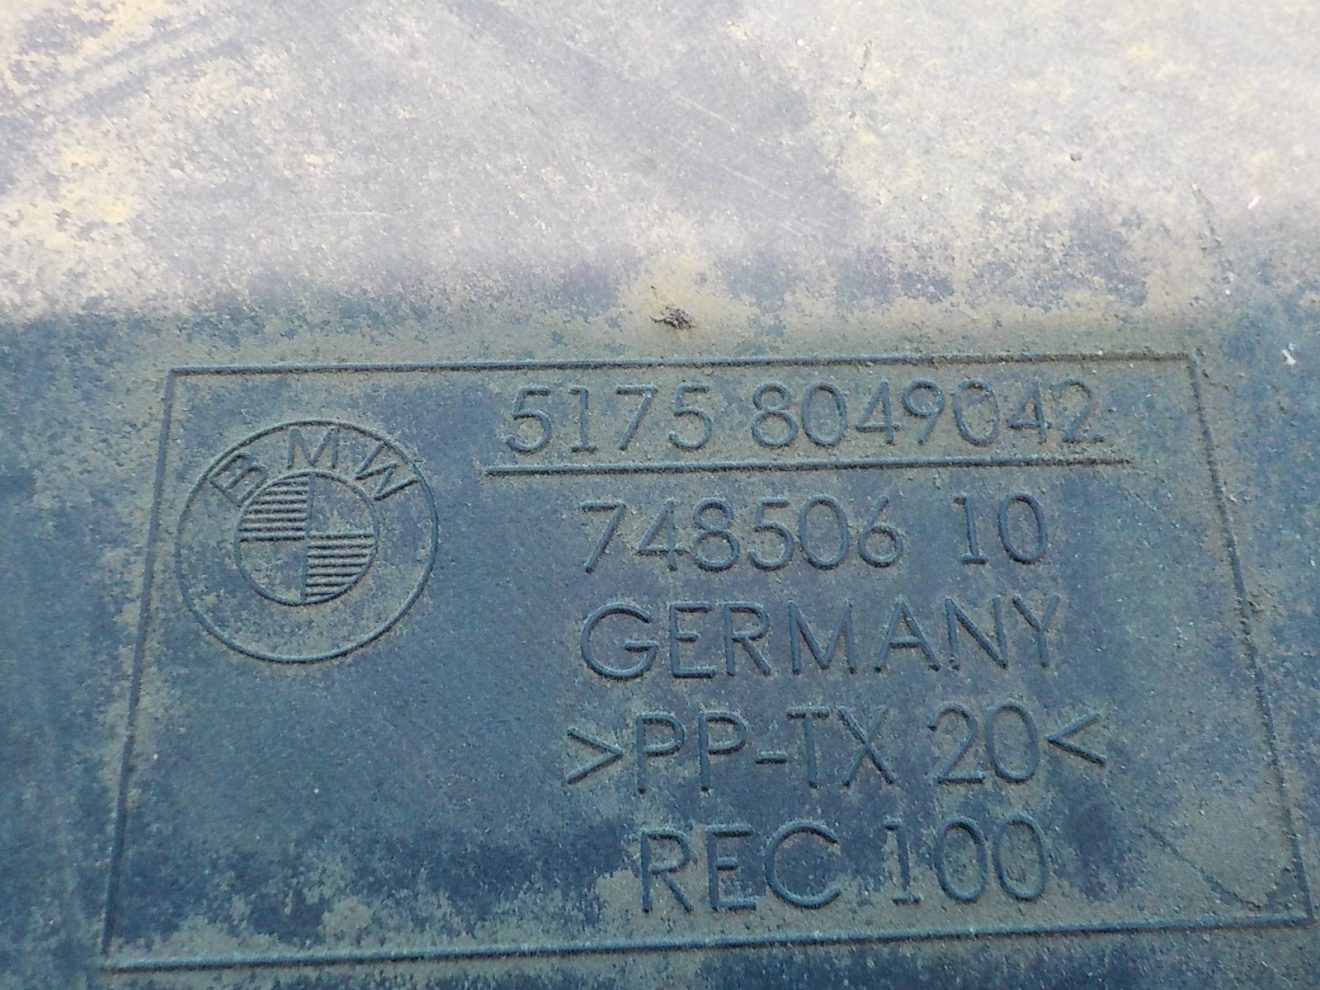 BMW
5175 8049042
748506 10
GERMANY
>PP-TX 20<
REC 100